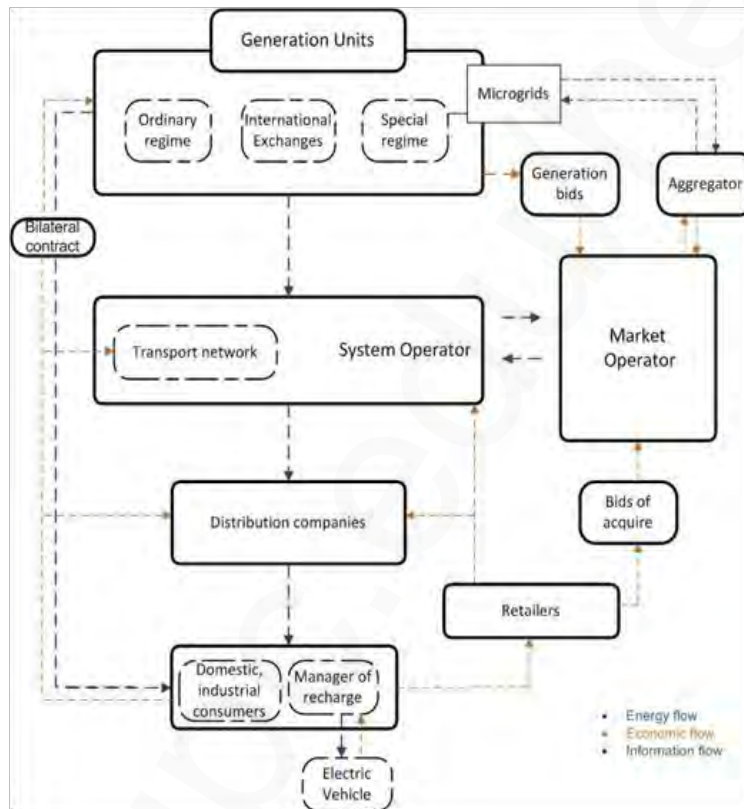 Generation Units
Microgrids
Ordinary
regime
International
Exchanges
Special
regime
Generation
bids
Aggregator
Bilateral
contract
Transport network
System Operator
Market
Operator
Distribution companies
Bids of
acquire
Retailers
Domestic,
industrial
consumers
Manager of
recharge
Electric
Vehicle
Energy flow
Economic flow
Information flow